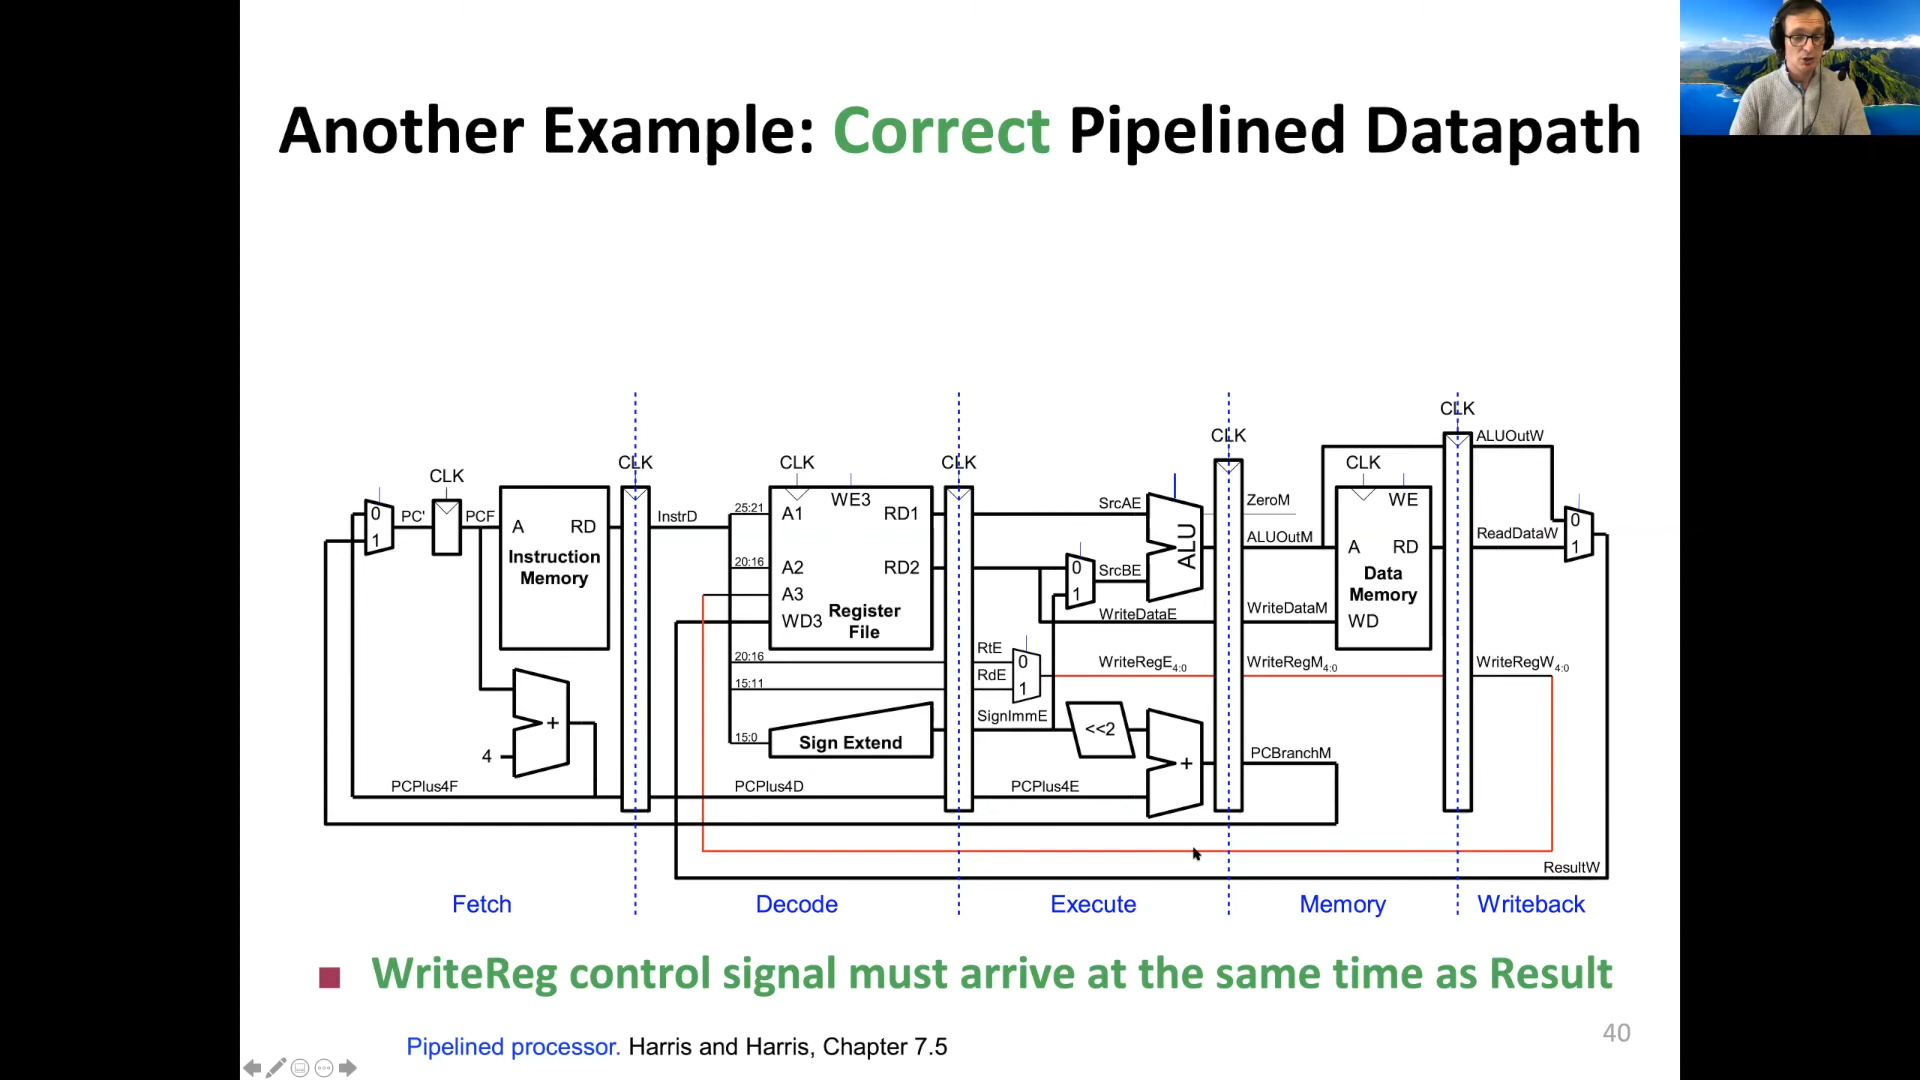 Another Example: Correct Pipelined Datapath
CLK
ALUOutW
CLK
CLK
CLK
CLK
CLK
CLK
0
1
PC'
PCF
A
RD
Instruction
Memory
InstrD
25:21
A1
WE3
RD1
20:16
A2
RD2
A3
WD3
Register
File
SrcAE
0
1
SrcBE
ALU
ZeroM
ALUOutM
WE
A
RD
Data
Memory
WD
ReadDataW
0
1
WriteDataE
WriteDataM
20:16
15:11
RtE
RdE
0
1
WriteRegE4:0
WriteRegM4:0
WriteRegW4:0
SignImmE
15:0
Sign Extend
<<2
+
4
+
PCBranchM
PCPlus4F
PCPlus4D
PCPlus4E
ResultW
Fetch
Decode
Execute
Memory
Writeback
WriteReg control signal must arrive at the same time as Result
Pipelined processor. Harris and Harris, Chapter 7.5
40